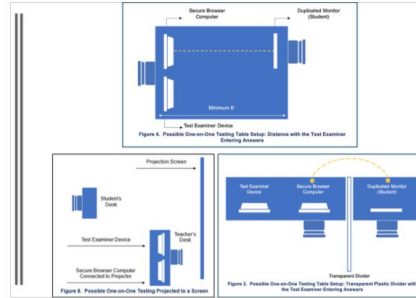 Secure Browser
Computer
Duplicated Monitor
(Student)
Minimum 6'
Test Examiner Device
Figure 4. Possible One-on-One Testing Table Setup: Distance with the Test Examiner
Entering Answers
Projection Screen
Student's
Desk
Teacher's
Desk
Test Examiner Device
Secure Browser Computer
Connected to Projector
Possible One-on-One Testing Projected to a Screen
Test Examiner
Device
Secure Browser
Computer
Duplicated Monitor
(Student)
Transparent Divider
Possible One-on-One Testing Table Setup: Transparent Plastic Divider with
the Test Examiner Entering Answers